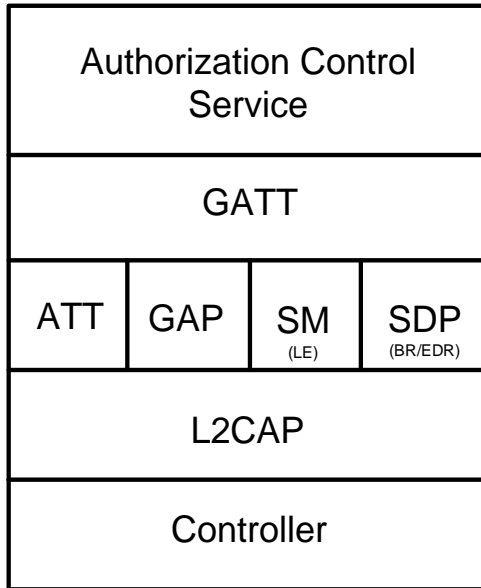 Authorization Control
Service
GATT
ATT GAP SM SDP
(LE) (BR/EDR)
L2CAP
Controller